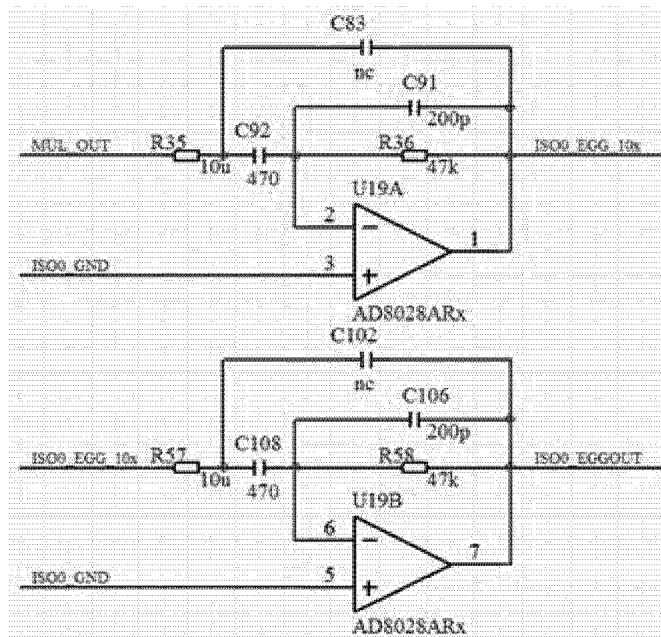 C83
nc
C91
200p
MUL_OUT R35 C92 R36 ISO0_EGG_10x
10u 470 47k
U19A
2
1
ISO0_GND 3
AD8028ARx
C102
nc
C106
200p
ISO0_EGG_10x R57 C108 R58 ISO0_EGGOUT
10u 470 47k
U19B
6
7
ISO0_GND 5
AD8028ARx